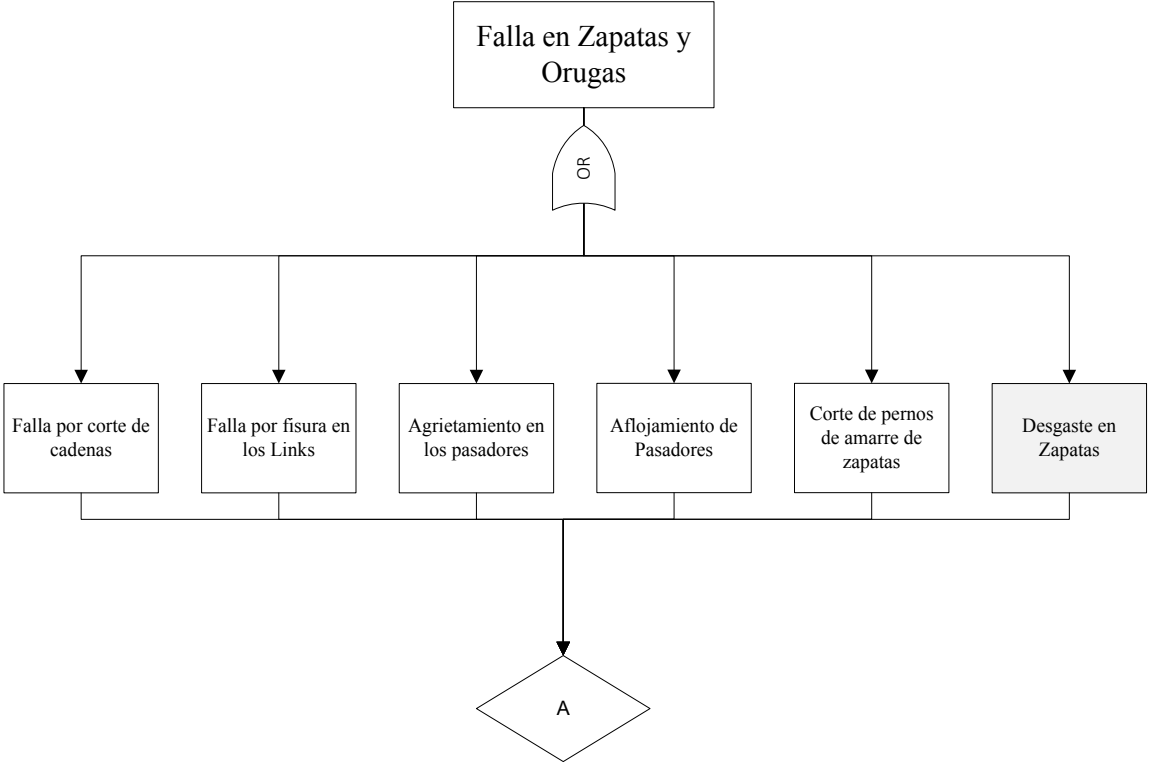 Falla en Zapatas y
Orugas
OR
Falla por corte de
cadenas
Falla por fisura en
los Links
Agrietamiento en
los pasadores
Aflojamiento de
Pasadores
Corte de pernos
de amarre de
zapatas
Desgaste en
Zapatas
A